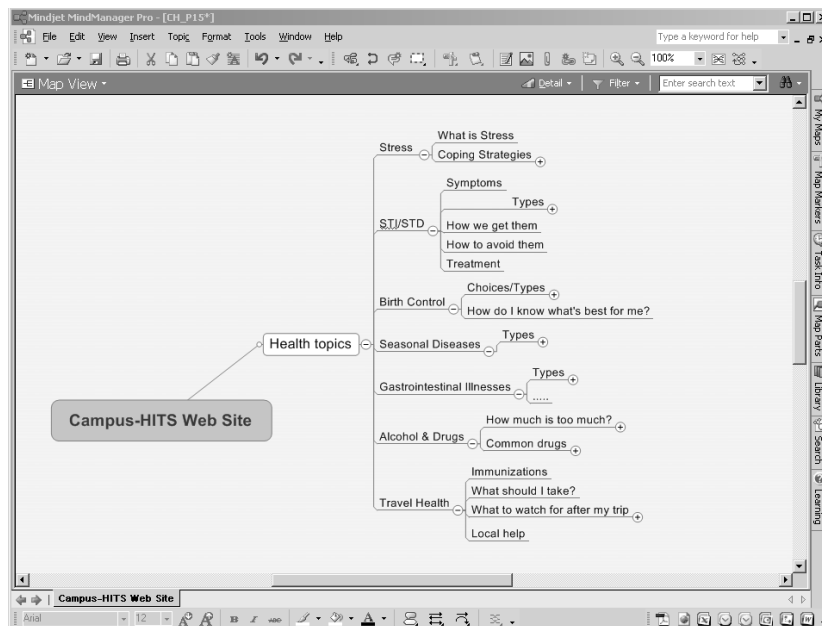 Mindjet MindManager Pro - [CH_P15*]
File Edit View Insert Topic Format Tools Window Help
Type a keyword for help
100%
Map View
Detail
Filter
Enter search text
What is Stress
Stress
Coping Strategies
Symptoms
Types
STI/STD
How we get them
How to avoid them
Treatment
Choices/Types
Birth Control
How do I know what's best for me?
Types
Seasonal Diseases
Health topics
Types
Gastrointestinal Illnesses
.....
Campus-HITS Web Site
How much is too much?
Alcohol & Drugs
Common drugs
Immunizations
What should I take?
Travel Health
What to watch for after my trip
Local help
My Maps
Map Markers
Task Info
Map Parts
Library
Search
Learning
Campus-HITS Web Site
Arial 12 A A B I abc A